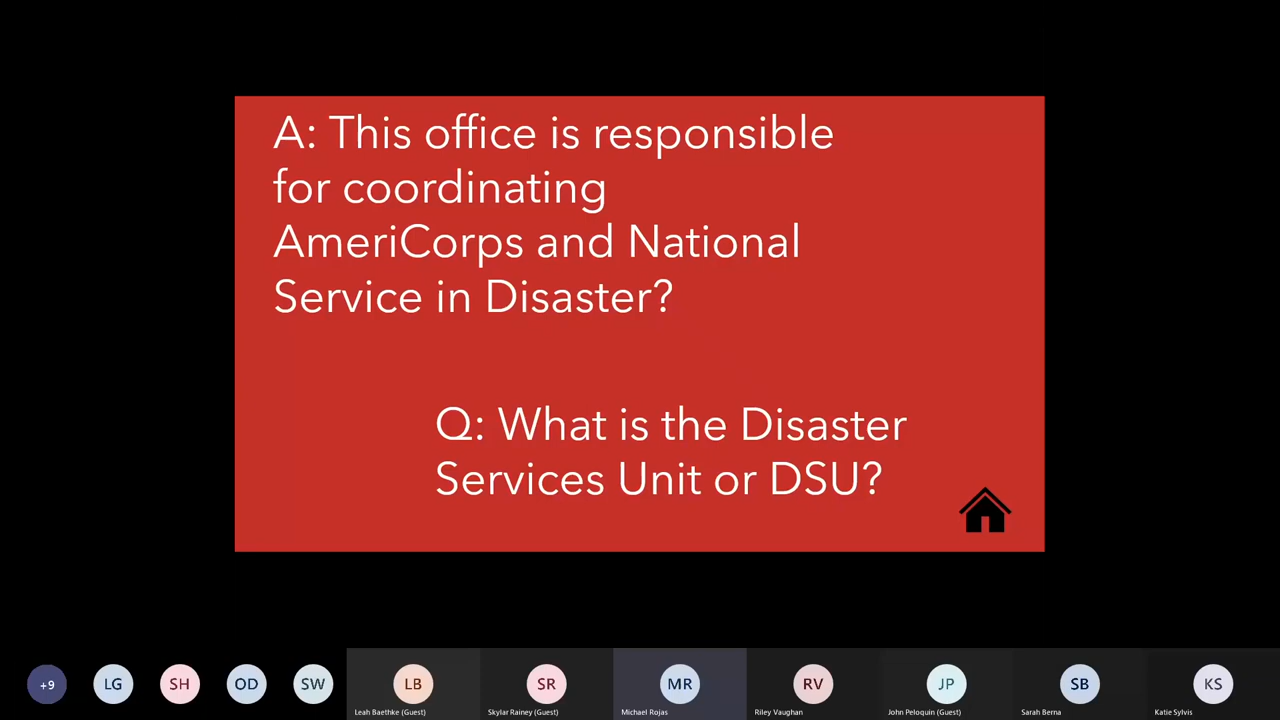 A: This office is responsible
for coordinating
AmeriCorps and National
Service in Disaster?
Q: What is the Disaster
Services Unit or DSU?
+9
LG
SH
OD
SW
LB
SR
MR
RV
JP
SB
KS
Leah Baethke (Guest)
Skylar Rainey (Guest)
Michael Rojas
Riley Vaughan
John Peloquin (Guest)
Sarah Berna
Katie Sylvis